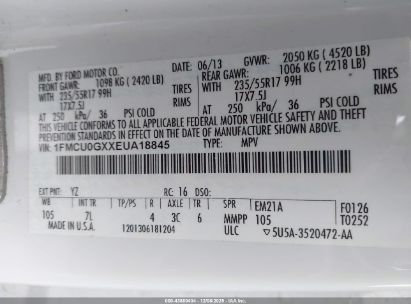 MFD. BY FORD MOTOR CO. DATE: 06/13 GVWR: 2050 KG ( 4520 LB)
FRONT GAWR: 1098 KG ( 2420 LB) REAR GAWR: 1006 KG ( 2218 LB)
WITH 235/55R17 99H TIRES WITH 235/55R17 99H TIRES
17X7.5J RIMS 17X7.5J RIMS
AT 250 kPa/ 36 PSI COLD AT 250 kPa/ 36 PSI COLD
THIS VEHICLE CONFORMS TO ALL APPLICABLE FEDERAL MOTOR VEHICLE SAFETY AND THEFT
PREVENTION STANDARDS IN EFFECT ON THE DATE OF MANUFACTURE SHOWN ABOVE.
VIN: 1FMCU0GXXEUA18845 TYPE: MPV
EXT PNT: YZ RC: 16 DSO:
WB INT TR TP/PS R AXLE TR SPR EM21A F0126
105 7L 4 3C 6 MMPP 105 T0252
MADE IN U.S.A. 1201306181204 ULC 5U5A-3520472-AA